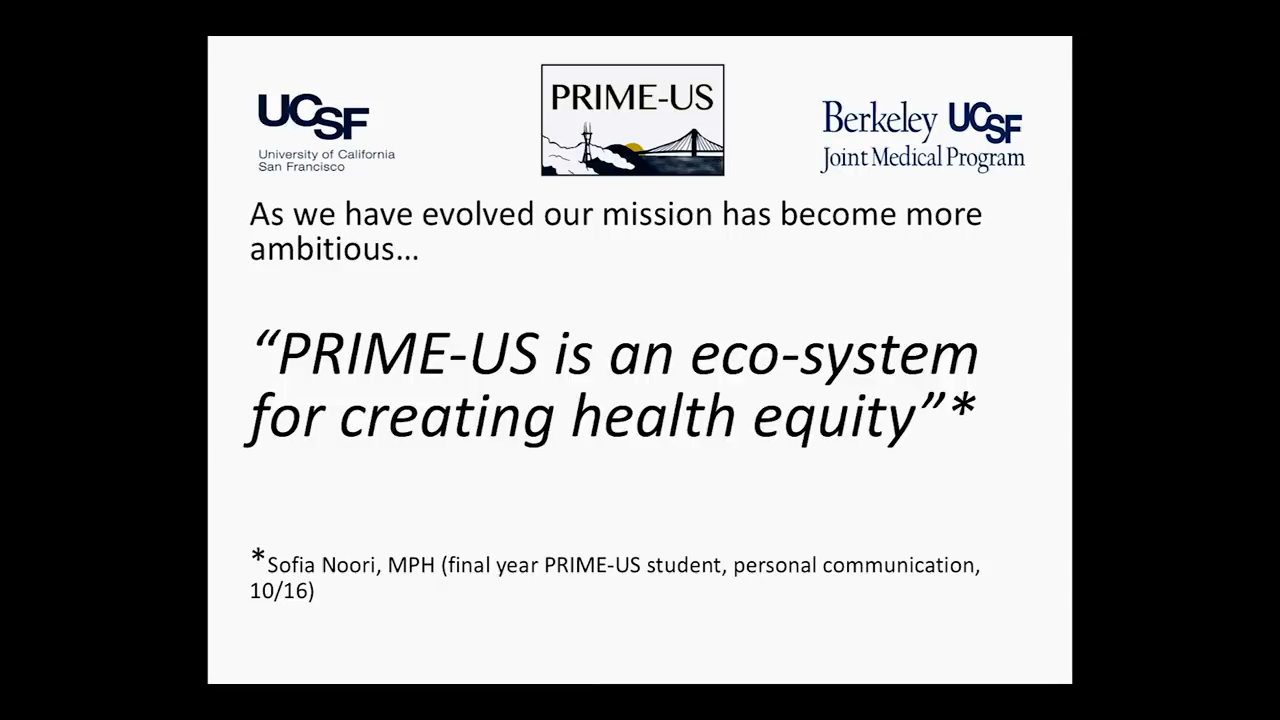 UCSF
University of California
San Francisco
PRIME-US
Berkeley UCSF
Joint Medical Program
As we have evolved our mission has become more
ambitious…
“PRIME-US is an eco-system
for creating health equity”*
*Sofia Noori, MPH (final year PRIME-US student, personal communication,
10/16)